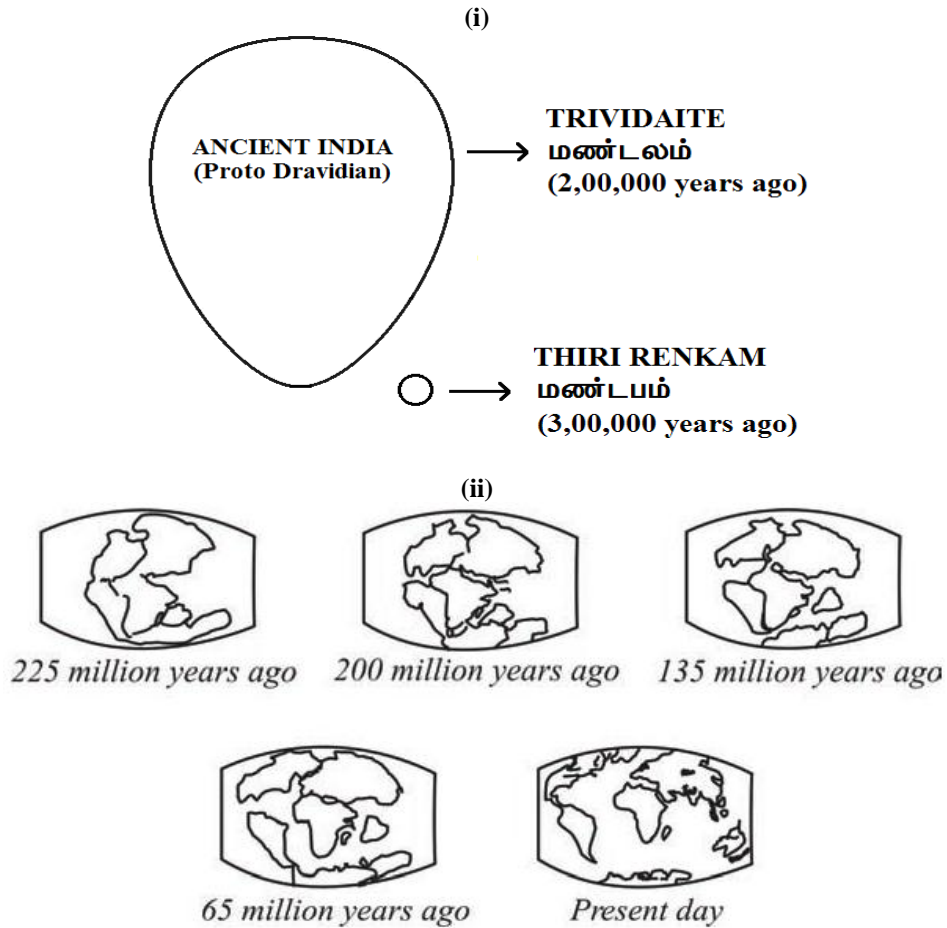 (i)
ANCIENT INDIA
(Proto Dravidian)
TRIVIDAITE
மண்டலம்
(2,00,000 years ago)
THIRI RENKAM
மண்டபம்
(3,00,000 years ago)
(ii)
225 million years ago
200 million years ago
135 million years ago
65 million years ago
Present day